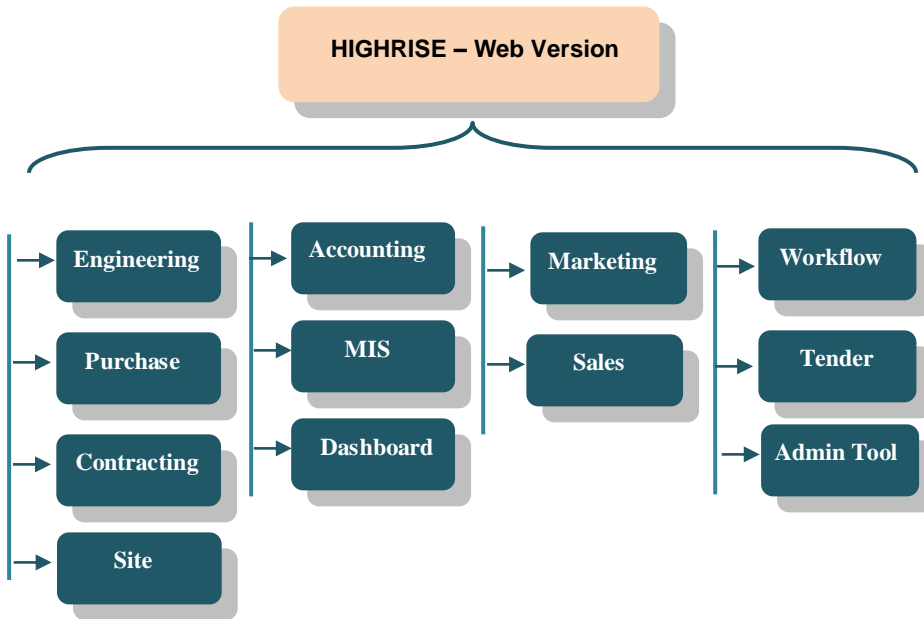 HIGHRISE – Web Version
Engineering
Purchase
Contracting
Site
Accounting
MIS
Dashboard
Marketing
Sales
Workflow
Tender
Admin Tool